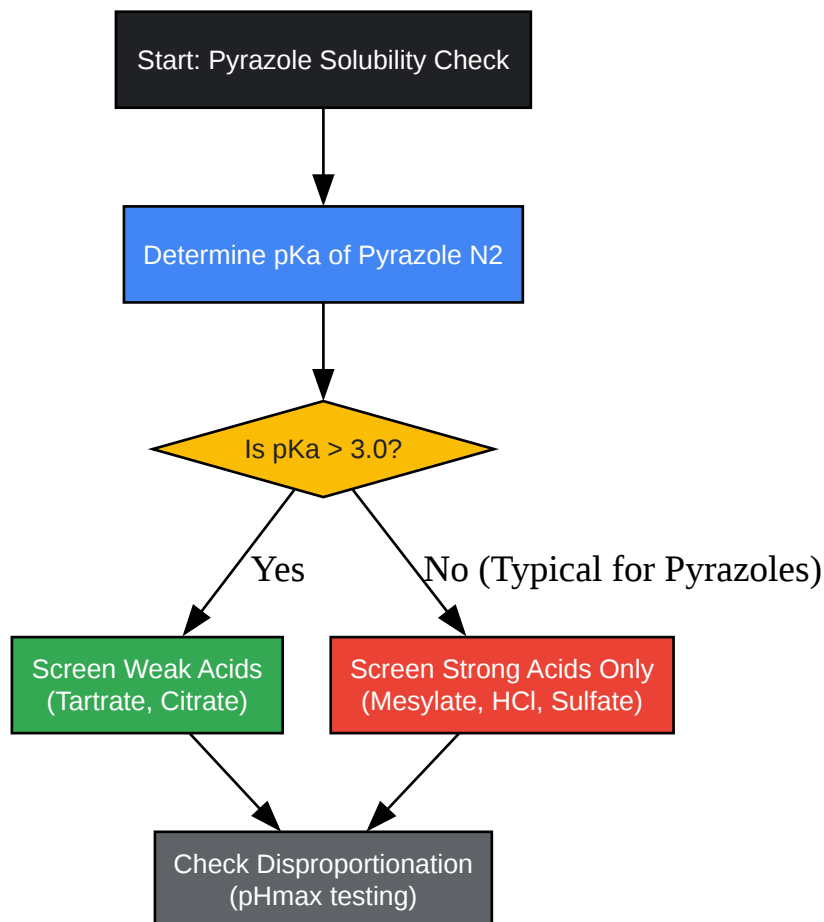 Start: Pyrazole Solubility Check
Determine pKa of Pyrazole N2
Is pKa > 3.0?
Yes
No (Typical for Pyrazoles)
Screen Weak Acids
(Tartrate, Citrate)
Screen Strong Acids Only
(Mesylate, HCl, Sulfate)
Check Disproportionation
(pHmax testing)